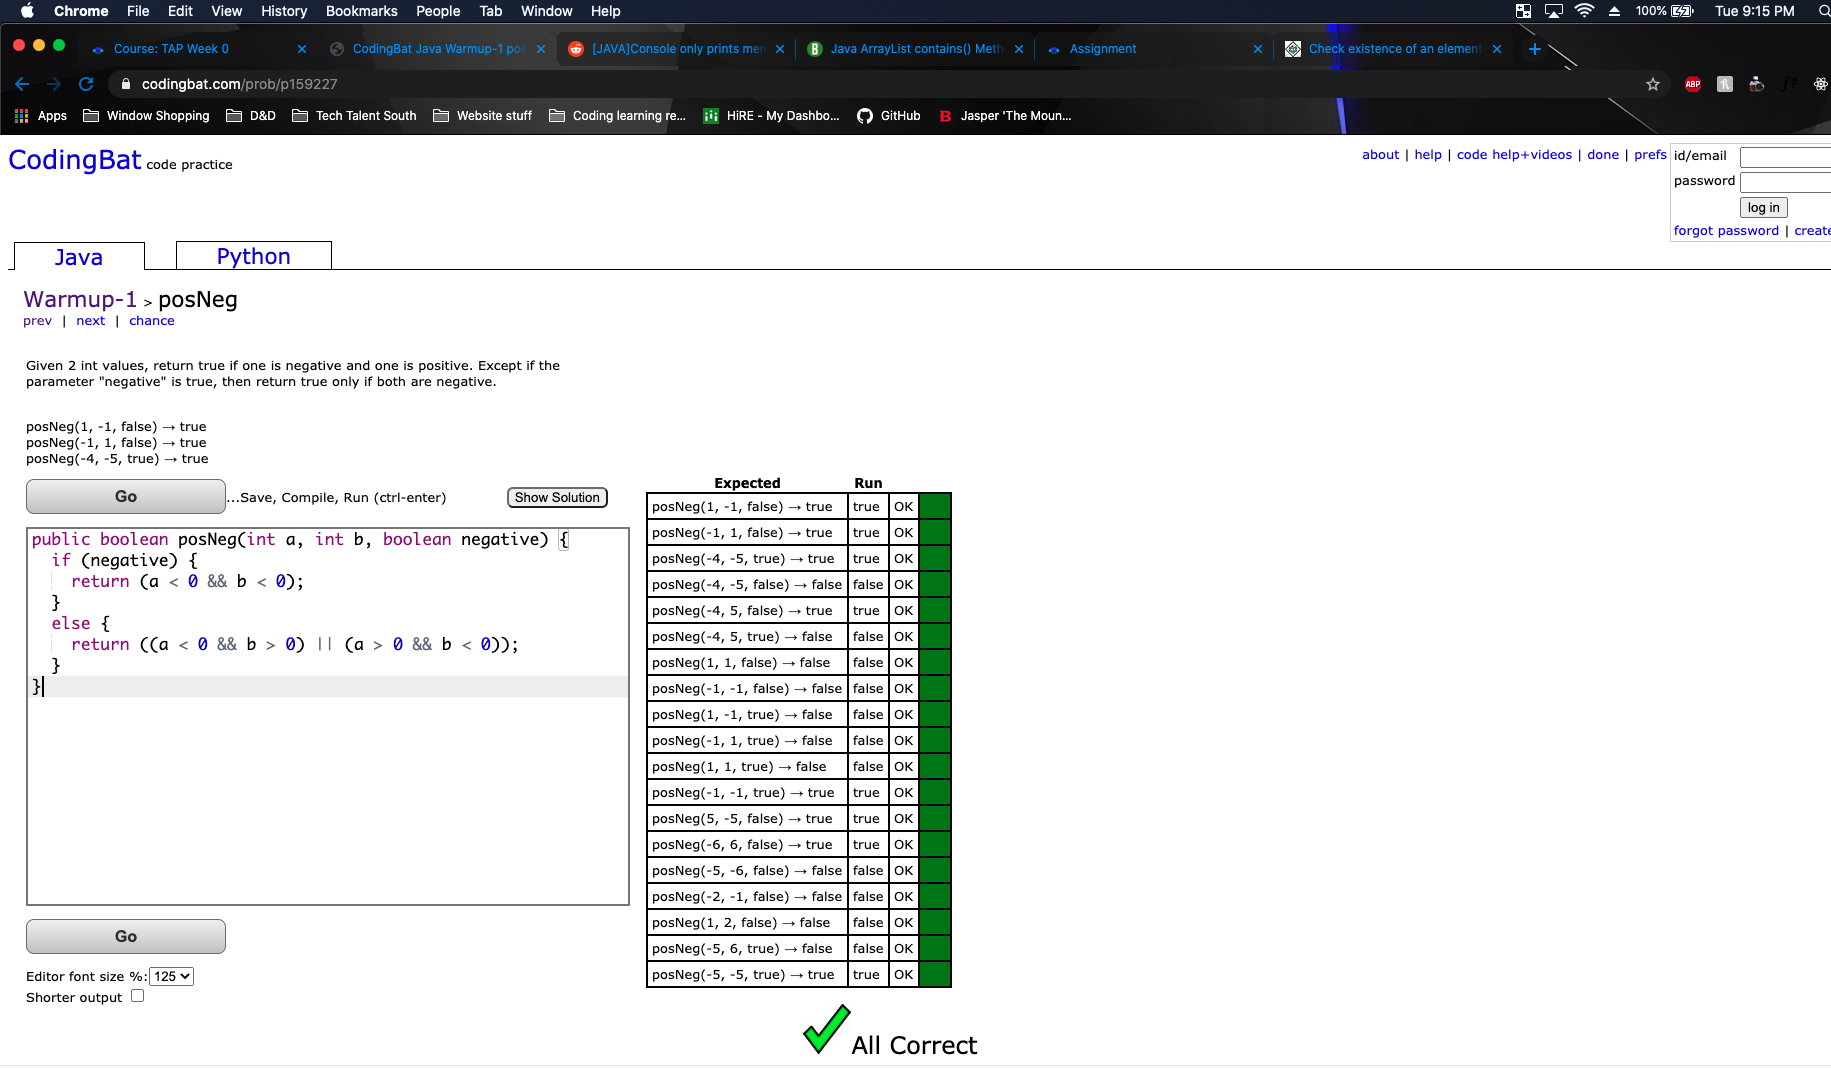 Chrome File Edit View History Bookmarks People Tab Window Help 100% Tue 9:15 PM
Course: TAP Week 0 CodingBat Java Warmup-1 pos [JAVA]Console only prints mem Java ArrayList contains() Meth Assignment Check existence of an element
codingbat.com/prob/p159227 ABP
Apps Window Shopping D&D Tech Talent South Website stuff Coding learning re... HiRE - My Dashbo... GitHub B Jasper 'The Moun...
CodingBat code practice
about | help | code help+videos | done | prefs
id/email
password
log in
forgot password | create
Java Python
Warmup-1 > posNeg
prev | next | chance
Given 2 int values, return true if one is negative and one is positive. Except if the
parameter "negative" is true, then return true only if both are negative.
posNeg(1, -1, false) → true
posNeg(-1, 1, false) → true
posNeg(-4, -5, true) → true
Go ...Save, Compile, Run (ctrl-enter) Show Solution
public boolean posNeg(int a, int b, boolean negative) {
if (negative) {
return (a < 0 && b < 0);
}
else {
return ((a < 0 && b > 0) || (a > 0 && b < 0));
}
}
Go
Editor font size %: 125
Shorter output
Expected Run
posNeg(1, -1, false) → true true OK
posNeg(-1, 1, false) → true true OK
posNeg(-4, -5, true) → true true OK
posNeg(-4, -5, false) → false false OK
posNeg(-4, 5, false) → true true OK
posNeg(-4, 5, true) → false false OK
posNeg(1, 1, false) → false false OK
posNeg(-1, -1, false) → false false OK
posNeg(1, -1, true) → false false OK
posNeg(-1, 1, true) → false false OK
posNeg(1, 1, true) → false false OK
posNeg(-1, -1, true) → true true OK
posNeg(5, -5, false) → true true OK
posNeg(-6, 6, false) → true true OK
posNeg(-5, -6, false) → false false OK
posNeg(-2, -1, false) → false false OK
posNeg(1, 2, false) → false false OK
posNeg(-5, 6, true) → false false OK
posNeg(-5, -5, true) → true true OK
All Correct